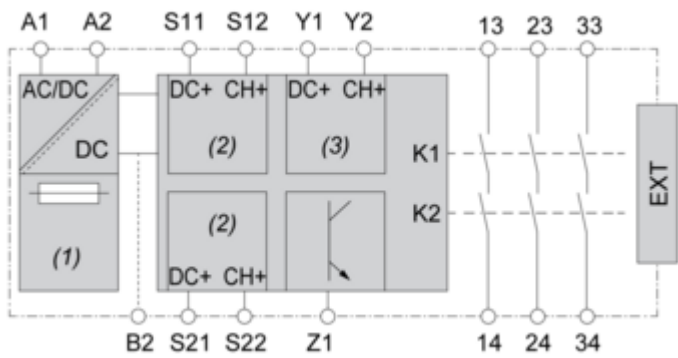 A1 A2 S11 S12 Y1 Y2 13 23 33
AC/DC DC+ CH+ DC+ CH+
DC (2) (3) K1
EXT
(2) K2
(1)
DC+ CH+
B2 S21 S22 Z1 14 24 34